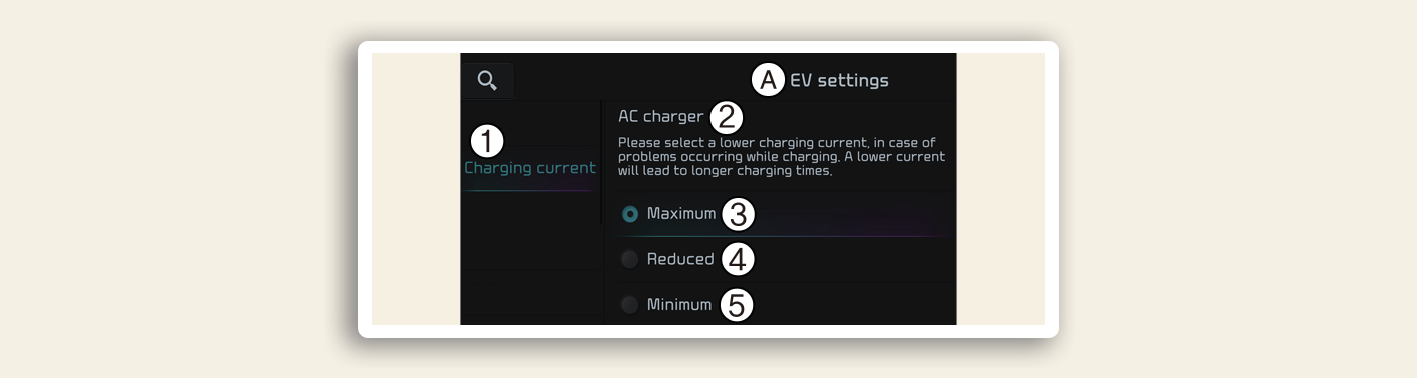 A EV settings
1
Charging current
AC charger 2
Please select a lower charging current, in case of
problems occurring while charging. A lower current
will lead to longer charging times.
Maximum 3
Reduced 4
Minimum 5